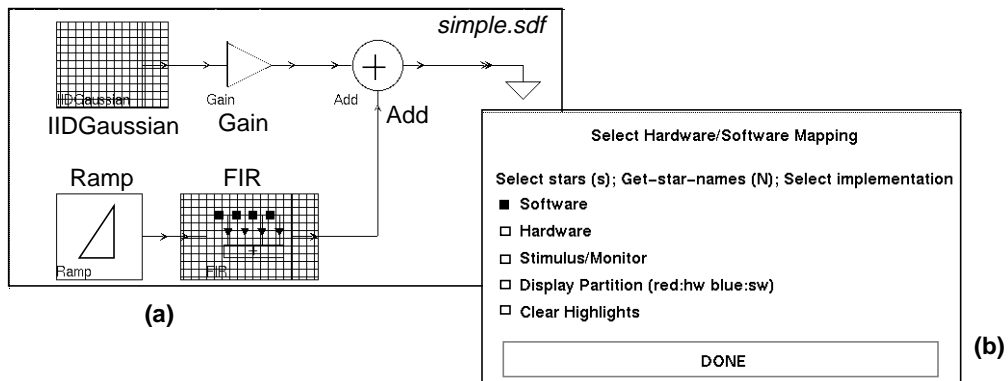 simple.sdf
IIDGaussian
Gain
Add
IIDGaussian
Gain
Add
Ramp
FIR
Ramp
FIR
+
+
(a)
Select Hardware/Software Mapping
Select stars (s); Get-star-names (N); Select implementation
Software
Hardware
Stimulus/Monitor
Display Partition (red:hw blue:sw)
Clear Highlights
DONE
(b)